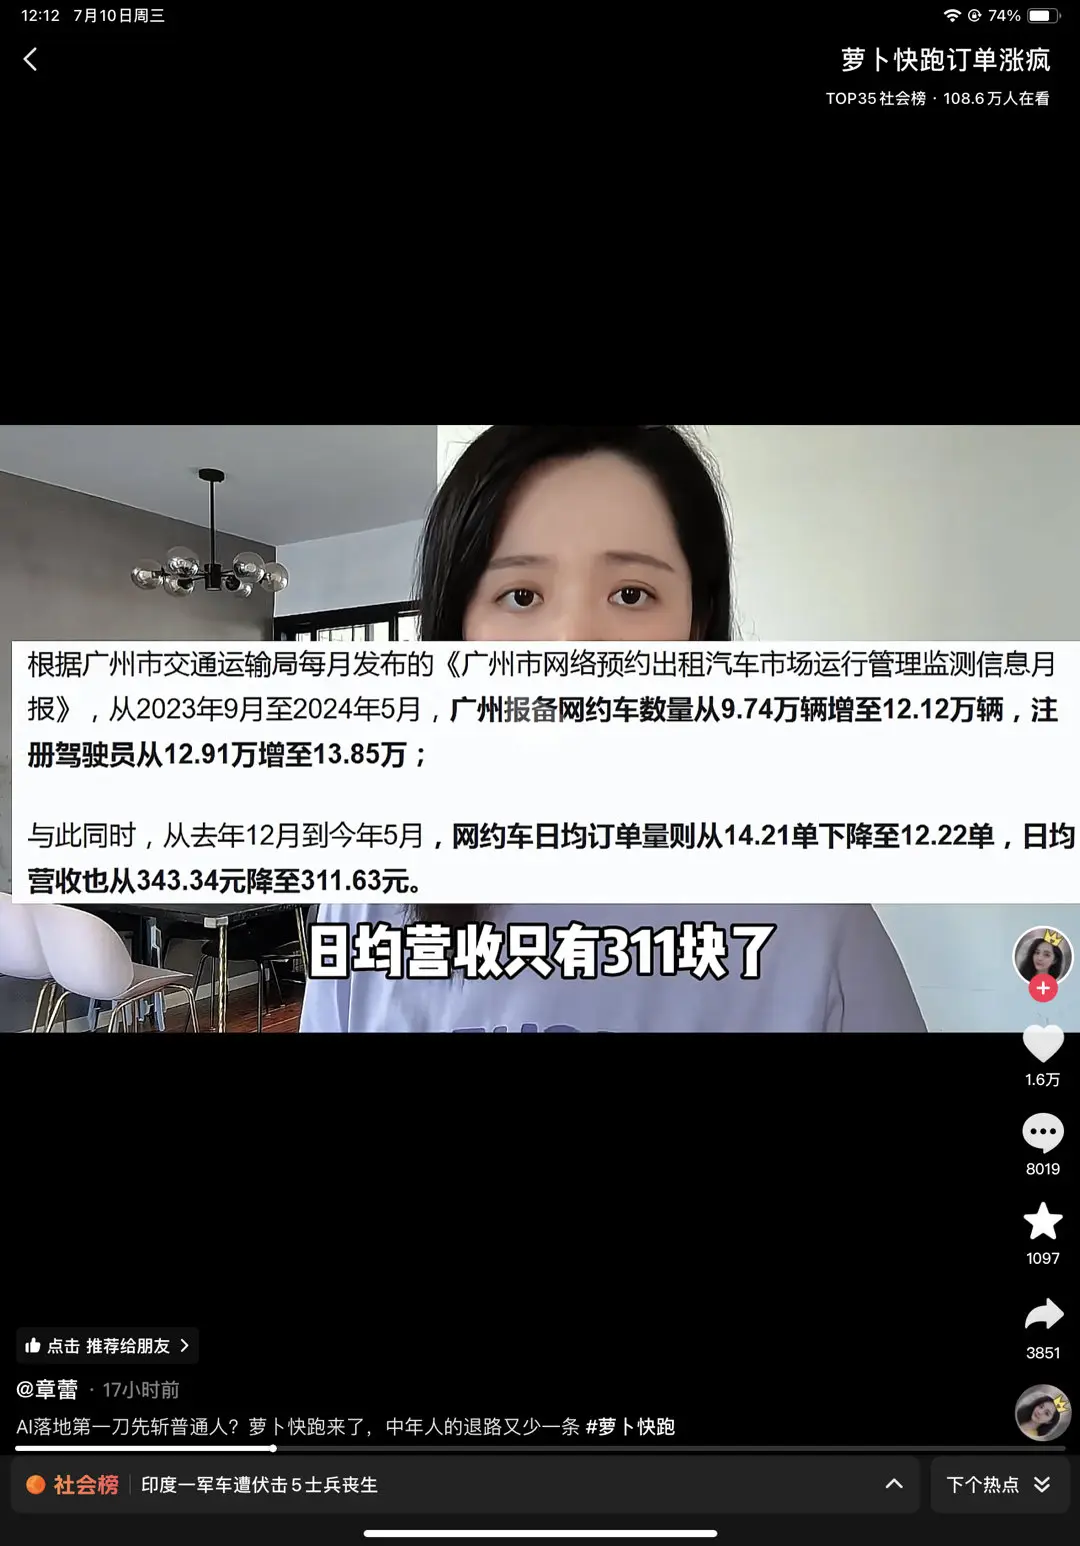 12:12 7月10日周三
74%
萝卜快跑订单涨疯
TOP35社会榜 · 108.6万人在看
根据广州市交通运输局每月发布的《广州市网络预约出租汽车市场运行管理监测信息月
报》，从2023年9月至2024年5月，广州报备网约车数量从9.74万辆增至12.12万辆，注
册驾驶员从12.91万增至13.85万；
与此同时，从去年12月到今年5月，网约车日均订单量则从14.21单下降至12.22单，日均
营收也从343.34元降至311.63元。
日均营收只有311块了
1.6万
8019
1097
3851
点击 推荐给朋友
@章蕾 · 17小时前
AI落地第一刀先斩普通人？萝卜快跑来了，中年人的退路又少一条 #萝卜快跑
社会榜 印度一军车遭伏击5士兵丧生
下个热点